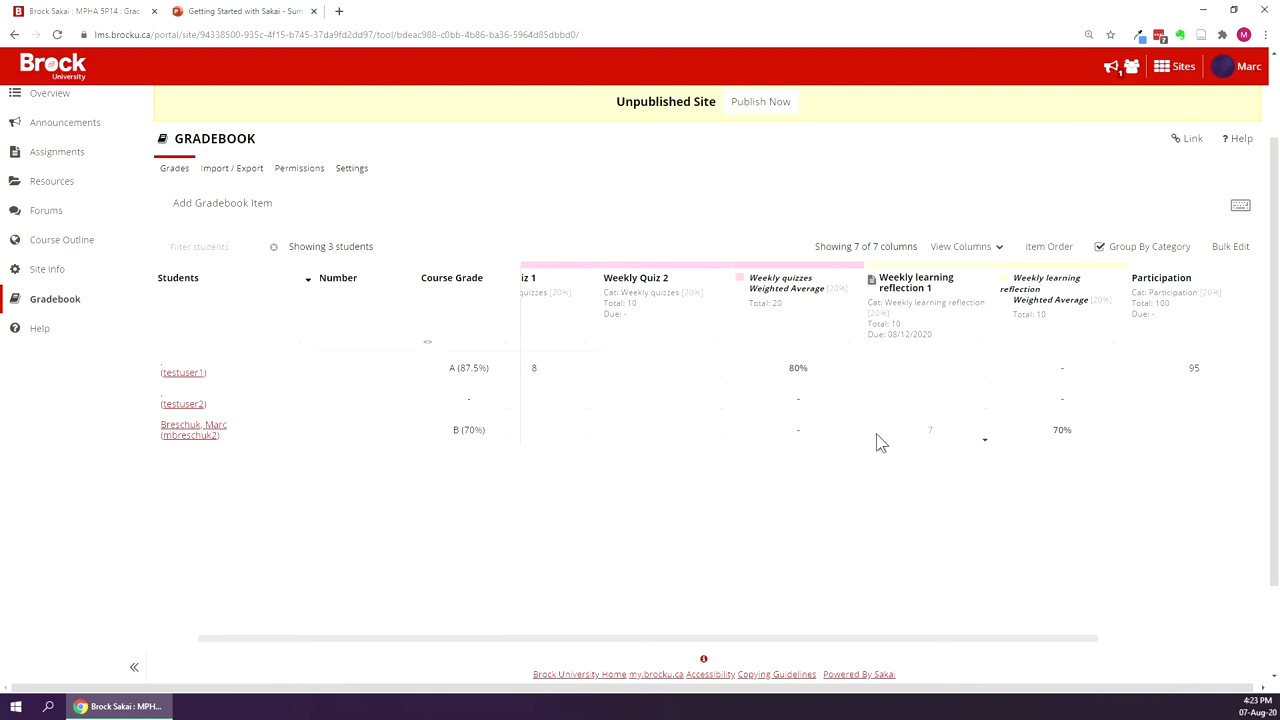 Brock Sakai : MPHA 5P14 : Grad
Getting Started with Sakai - Sum
lms.brocku.ca/portal/site/94338500-935c-4f15-b745-37da9fd2dd97/tool/bdeac988-c0bb-4b86-ba36-5964d85dbbd0/
7
M
Brock
University
1
Sites
Marc
Overview
Announcements
Assignments
Resources
Forums
Course Outline
Site Info
Gradebook
Help
Unpublished Site
Publish Now
GRADEBOOK
Link
? Help
Grades
Import / Export
Permissions
Settings
Add Gradebook Item
Filter students
Showing 3 students
Showing 7 of 7 columns
View Columns
Item Order
Group By Category
Bulk Edit
Students
Number
Course Grade
iz 1
quizzes [20%]
Weekly Quiz 2
Cat: Weekly quizzes [20%]
Total: 10
Due: -
Weekly quizzes
Weighted Average [20%]
Total: 20
Weekly learning
reflection 1
Cat: Weekly learning reflection
[20%]
Total: 10
Due: 08/12/2020
Weekly learning
reflection
Weighted Average [20%]
Total: 10
Participation
Cat: Participation [20%]
Total: 100
Due: -
,
(testuser1)
A (87.5%)
8
80%
-
95
,
(testuser2)
-
-
-
Breschuk, Marc
(mbreschuk2)
B (70%)
-
7
70%
Brock University Home my.brocku.ca Accessibility Copying Guidelines Powered By Sakai
Brock Sakai : MPH...
4:23 PM
07-Aug-20